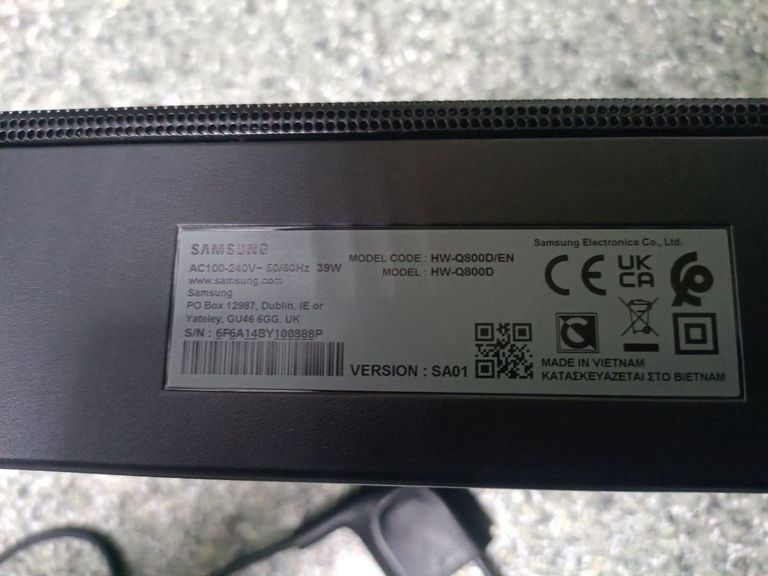 SAMSUNG
AC100-240V~ 50/60Hz 39W
www.samsung.com
Samsung
PO Box 12987, Dublin, IE or
Yateley, GU46 6GG. UK
S/N : 6F6A14BY100888P
MODEL CODE : HW-Q800D/EN
MODEL : HW-Q800D
VERSION : SA01
Samsung Electronics Co., Ltd.
CE
UK
CA
MADE IN VIETNAM
ΚΑΤΑΣΚΕΥΑΖΕΤΑΙ ΣΤΟ ΒΙΕΤΝΑΜ